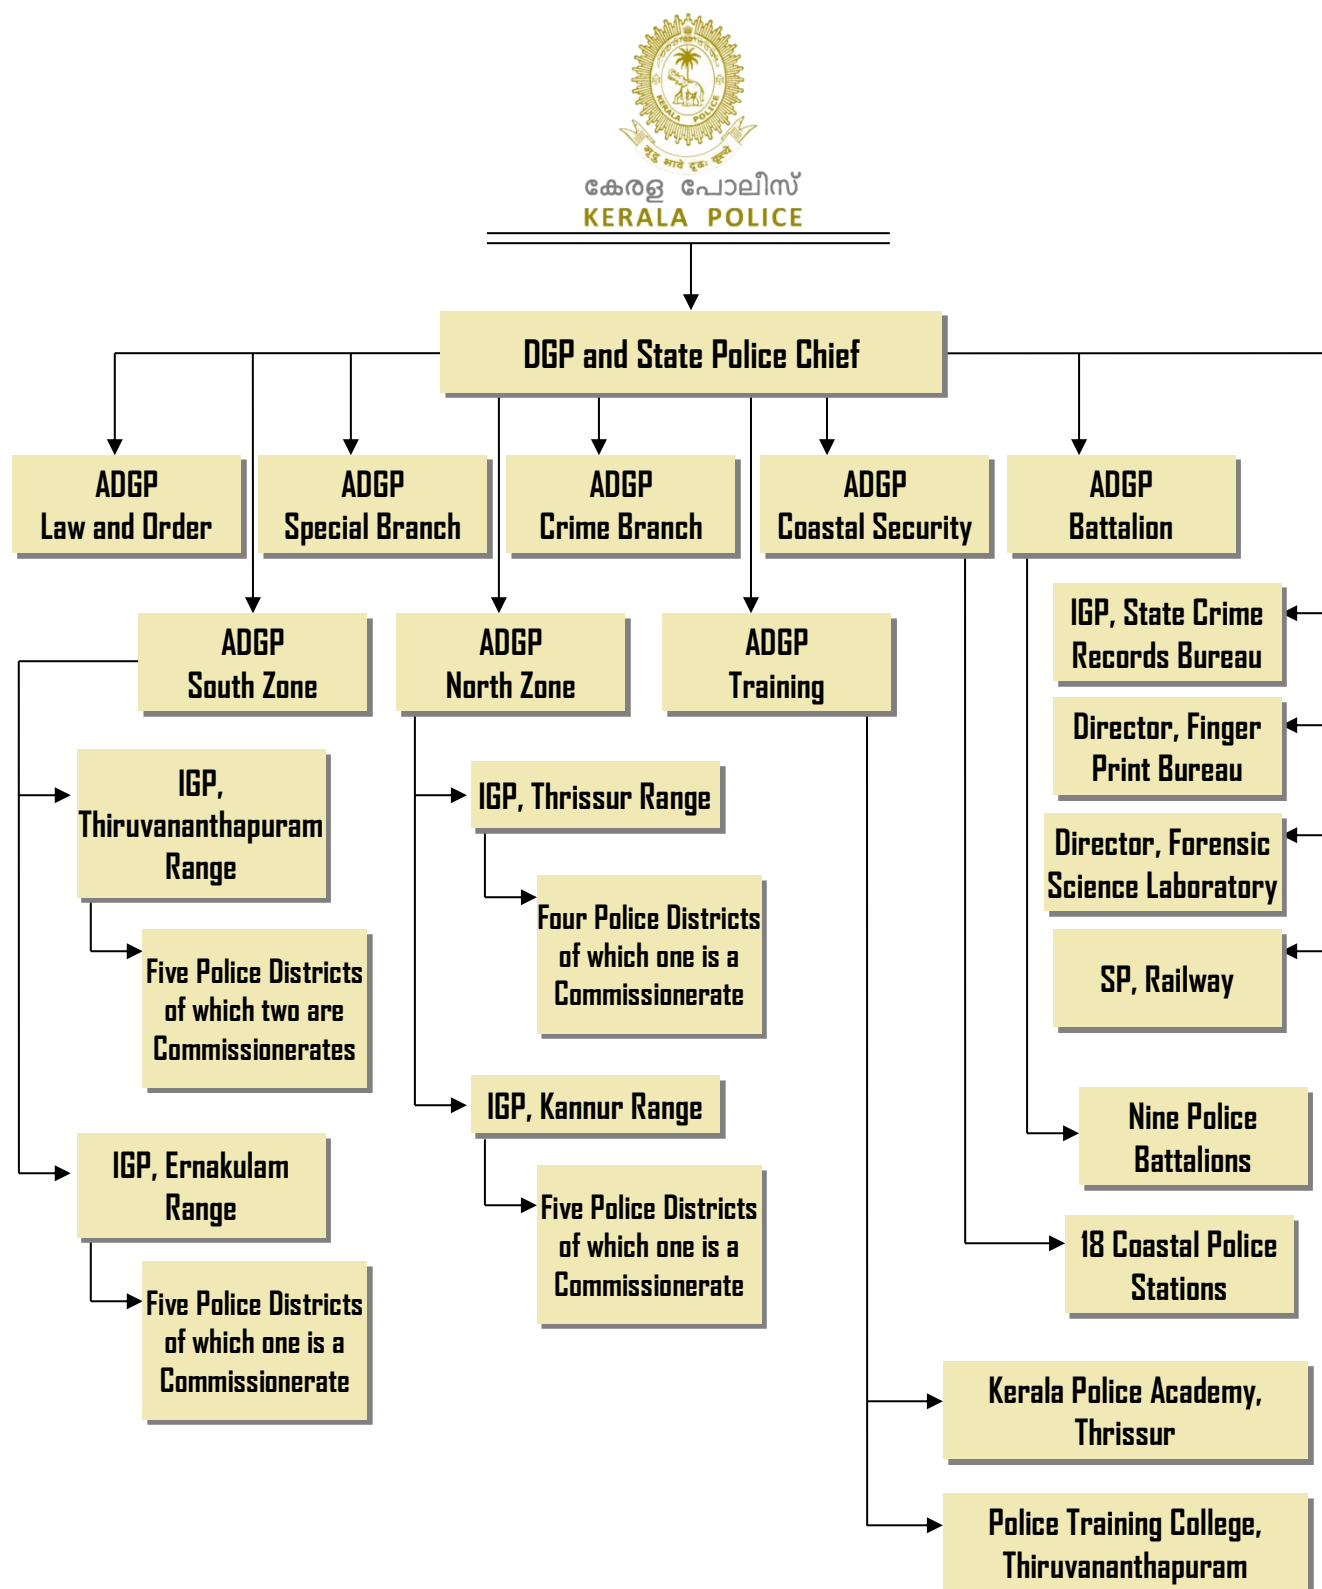 KERALA POLICE
मृदु भावे दृढ कृत्ये
കേരള പോലീസ്
KERALA POLICE
DGP and State Police Chief
ADGP
Law and Order
ADGP
Special Branch
ADGP
Crime Branch
ADGP
Coastal Security
ADGP
Battalion
ADGP
South Zone
ADGP
North Zone
ADGP
Training
IGP, State Crime
Records Bureau
Director, Finger
Print Bureau
Director, Forensic
Science Laboratory
SP, Railway
IGP,
Thiruvananthapuram
Range
Five Police Districts
of which two are
Commissionerates
IGP, Ernakulam
Range
Five Police Districts
of which one is a
Commissionerate
IGP, Thrissur Range
Four Police Districts
of which one is a
Commissionerate
IGP, Kannur Range
Five Police Districts
of which one is a
Commissionerate
Nine Police
Battalions
18 Coastal Police
Stations
Kerala Police Academy,
Thrissur
Police Training College,
Thiruvananthapuram